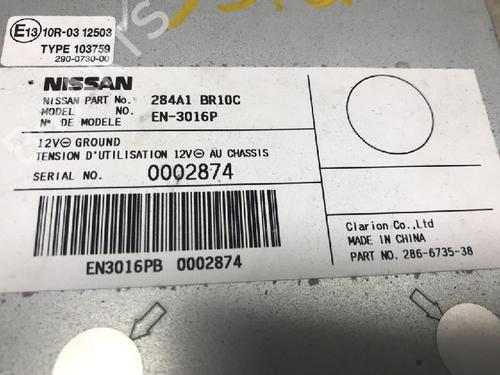 E13 10R-03 12503
TYPE 103759
290-0730-00
NISSAN
NISSAN PART No. 284A1 BR10C
MODEL NO. EN-3016P
Nº DE MODELE
12V⊖ GROUND
TENSION D'UTILISATION 12V⊖ AU CHASSIS
SERIAL NO. 0002874
EN3016PB 0002874
Clarion Co.,Ltd
MADE IN CHINA
PART NO. 286-6735-38